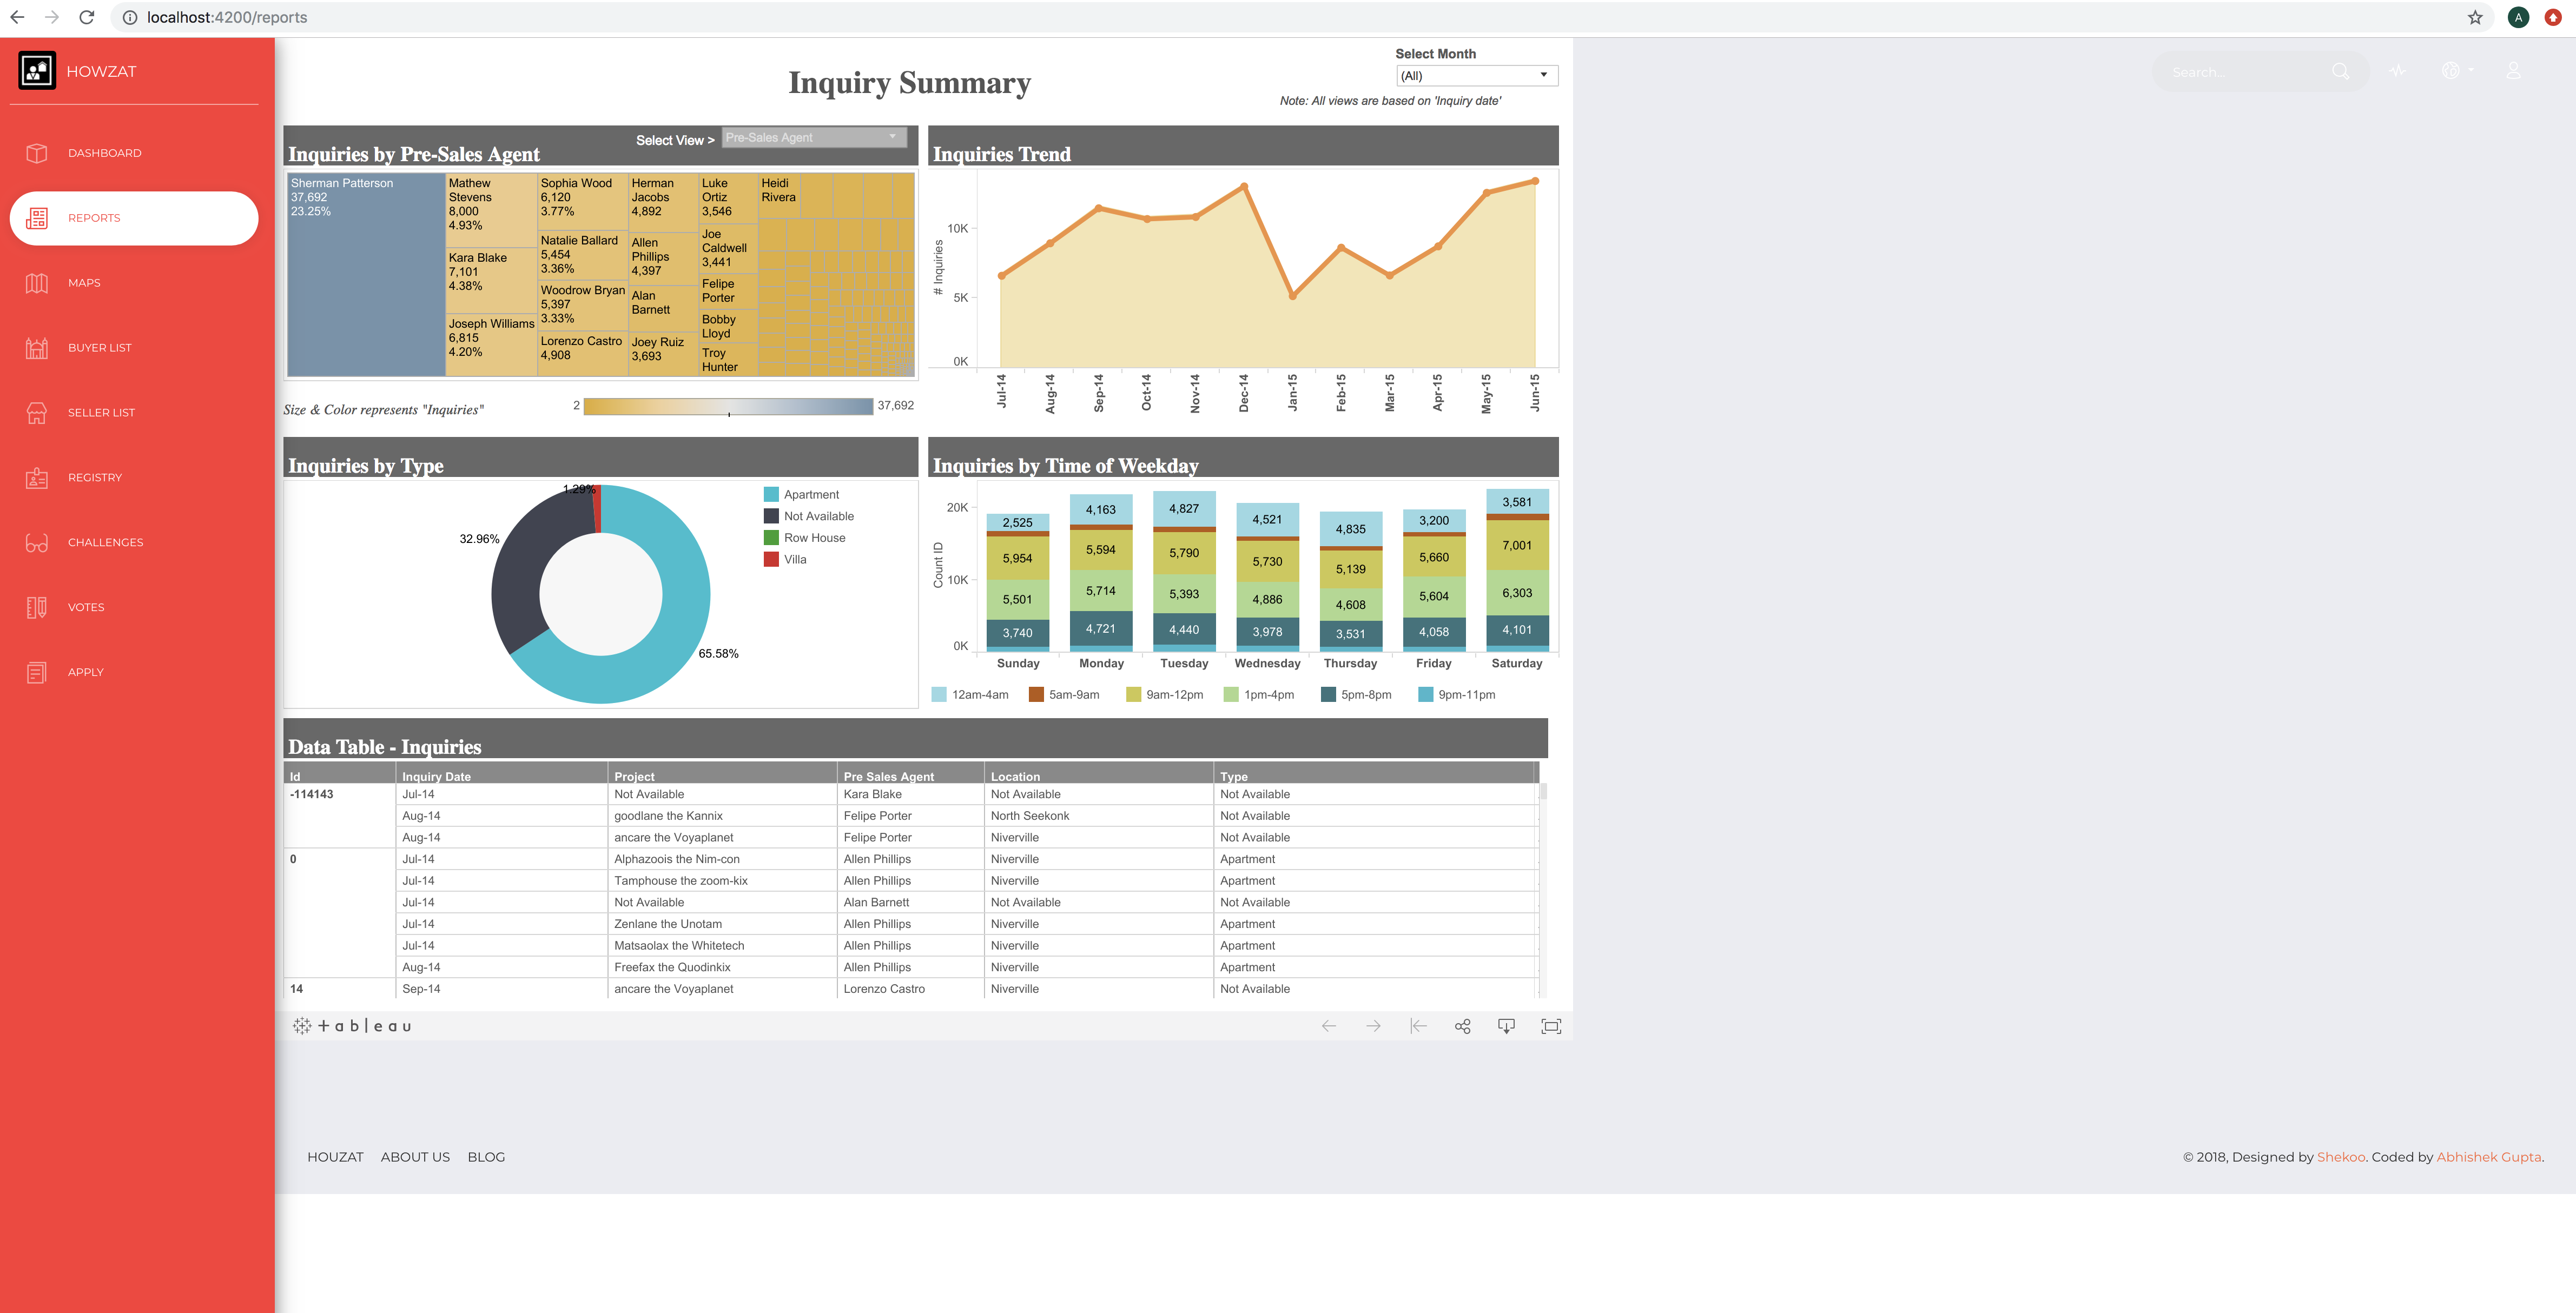 localhost:4200/reports
A
HOWZAT
DASHBOARD
REPORTS
MAPS
BUYER LIST
SELLER LIST
REGISTRY
CHALLENGES
VOTES
APPLY
Search...
Inquiry Summary
Select Month
(All)
Note: All views are based on 'Inquiry date'
Inquiries by Pre-Sales Agent
Select View >
Pre-Sales Agent
Sherman Patterson
37,692
23.25%
Mathew
Stevens
8,000
4.93%
Kara Blake
7,101
4.38%
Joseph Williams
6,815
4.20%
Sophia Wood
6,120
3.77%
Natalie Ballard
5,454
3.36%
Woodrow Bryan
5,397
3.33%
Lorenzo Castro
4,908
Herman
Jacobs
4,892
Allen
Phillips
4,397
Alan
Barnett
Joey Ruiz
3,693
Luke
Ortiz
3,546
Joe
Caldwell
3,441
Felipe
Porter
Bobby
Lloyd
Troy
Hunter
Heidi
Rivera
Size & Color represents "Inquiries"
2
37,692
Inquiries Trend
# Inquiries
10K
5K
0K
Jul-14
Aug-14
Sep-14
Oct-14
Nov-14
Dec-14
Jan-15
Feb-15
Mar-15
Apr-15
May-15
Jun-15
Inquiries by Type
1.29%
32.96%
65.58%
Apartment
Not Available
Row House
Villa
Inquiries by Time of Weekday
Count ID
20K
10K
0K
2,525
5,954
5,501
3,740
4,163
5,594
5,714
4,721
4,827
5,790
5,393
4,440
4,521
5,730
4,886
3,978
4,835
5,139
4,608
3,531
3,200
5,660
5,604
4,058
3,581
7,001
6,303
4,101
Sunday Monday Tuesday Wednesday Thursday Friday Saturday
12am-4am 5am-9am 9am-12pm 1pm-4pm 5pm-8pm 9pm-11pm
Data Table - Inquiries
Id Inquiry Date Project Pre Sales Agent Location Type
-114143 Jul-14 Not Available Kara Blake Not Available Not Available
Aug-14 goodlane the Kannix Felipe Porter North Seekonk Not Available
Aug-14 ancare the Voyaplanet Felipe Porter Niverville Not Available
0 Jul-14 Alphazoois the Nim-con Allen Phillips Niverville Apartment
Jul-14 Tamphouse the zoom-kix Allen Phillips Niverville Apartment
Jul-14 Not Available Alan Barnett Not Available Not Available
Jul-14 Zenlane the Unotam Allen Phillips Niverville Apartment
Jul-14 Matsaolax the Whitetech Allen Phillips Niverville Apartment
Aug-14 Freefax the Quodinkix Allen Phillips Niverville Apartment
14 Sep-14 ancare the Voyaplanet Lorenzo Castro Niverville Not Available
+ableau
HOUZAT ABOUT US BLOG
© 2018, Designed by Shekoo. Coded by Abhishek Gupta.